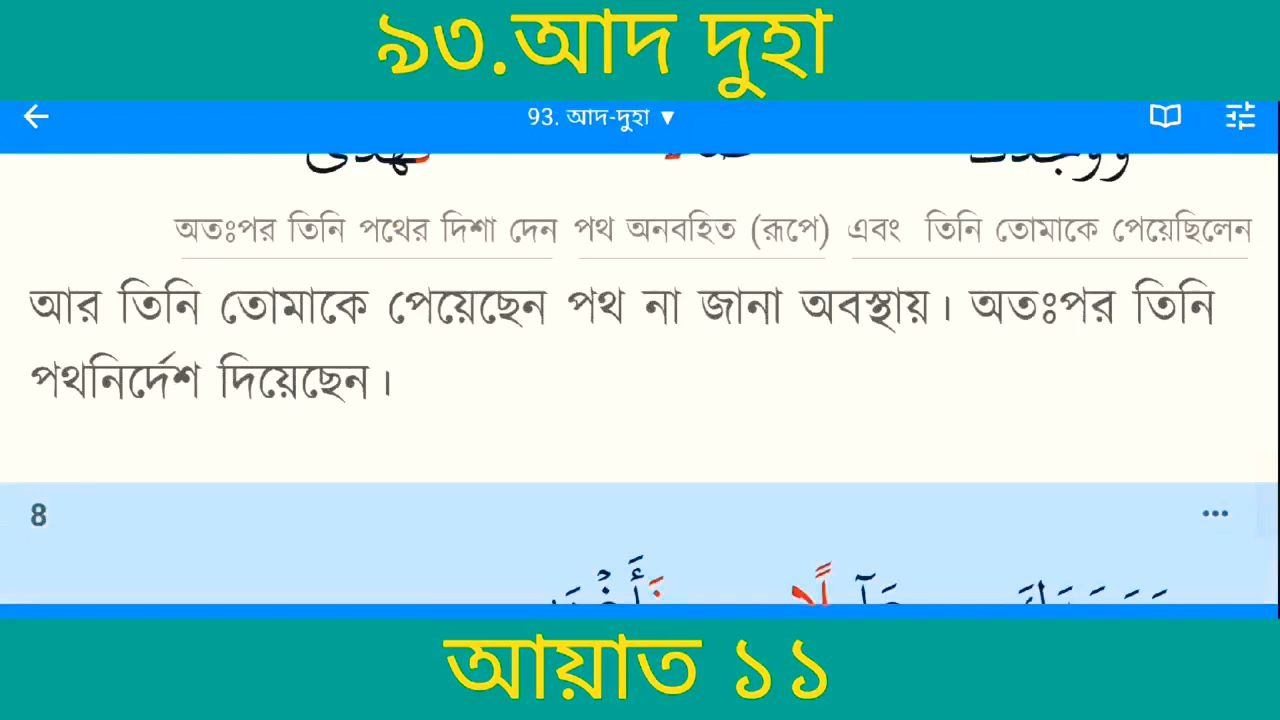 ৯৩.আদ দুহা
93. আদ-দুহা ▼
অতঃপর তিনি পথের দিশা দেন পথ অনবহিত (রূপে) এবং তিনি তোমাকে পেয়েছিলেন
আর তিনি তোমাকে পেয়েছেন পথ না জানা অবস্থায়। অতঃপর তিনি
পথনির্দেশ দিয়েছেন।
8
আয়াত ১১